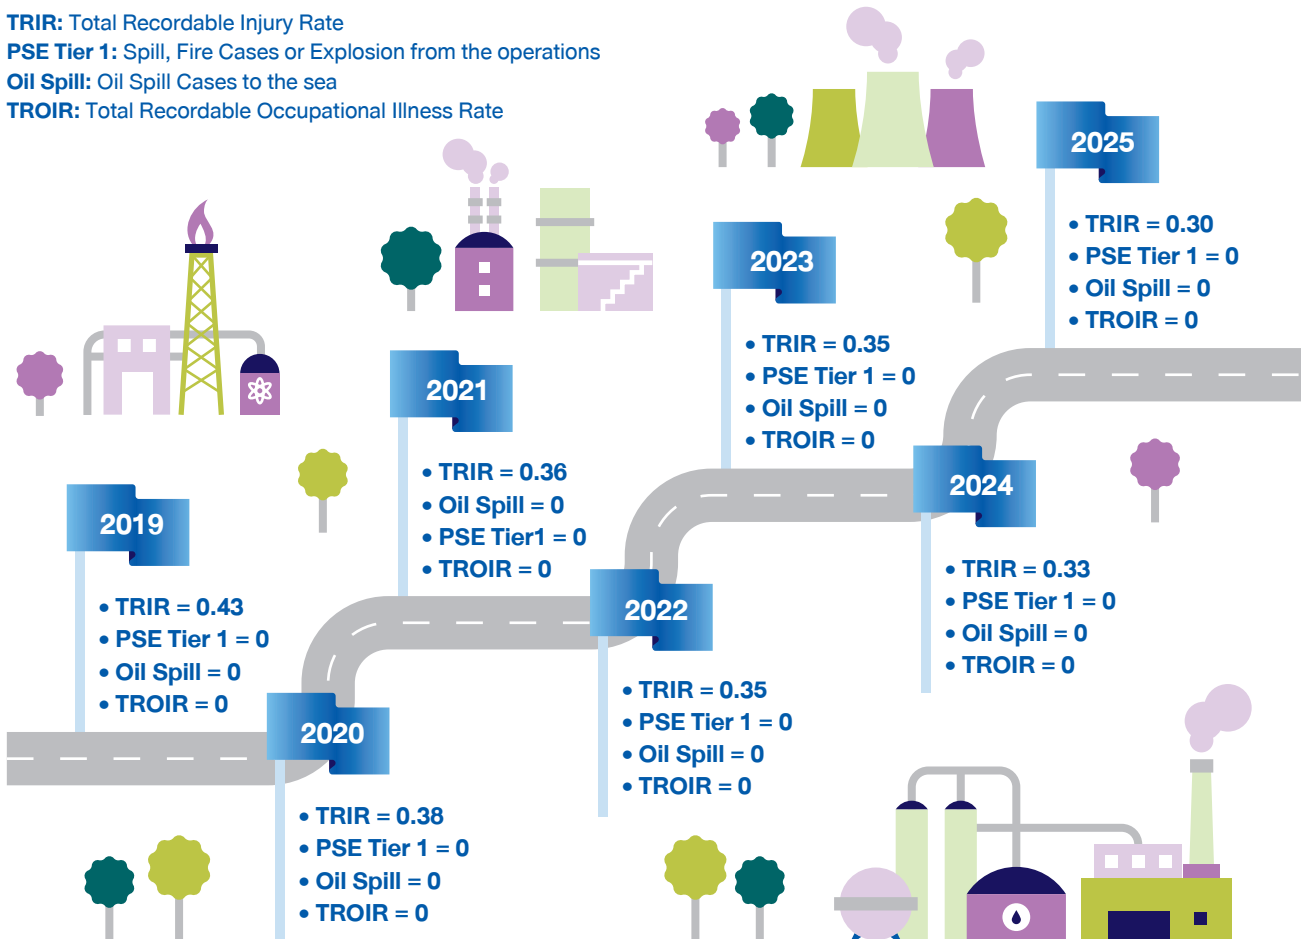 TRIR: Total Recordable Injury Rate
PSE Tier 1: Spill, Fire Cases or Explosion from the operations
Oil Spill: Oil Spill Cases to the sea
TROIR: Total Recordable Occupational Illness Rate
2019
• TRIR = 0.43
• PSE Tier 1 = 0
• Oil Spill = 0
• TROIR = 0
2020
• TRIR = 0.38
• PSE Tier 1 = 0
• Oil Spill = 0
• TROIR = 0
2021
• TRIR = 0.36
• Oil Spill = 0
• PSE Tier1 = 0
• TROIR = 0
2022
• TRIR = 0.35
• PSE Tier 1 = 0
• Oil Spill = 0
• TROIR = 0
2023
• TRIR = 0.35
• PSE Tier 1 = 0
• Oil Spill = 0
• TROIR = 0
2024
• TRIR = 0.33
• PSE Tier 1 = 0
• Oil Spill = 0
• TROIR = 0
2025
• TRIR = 0.30
• PSE Tier 1 = 0
• Oil Spill = 0
• TROIR = 0